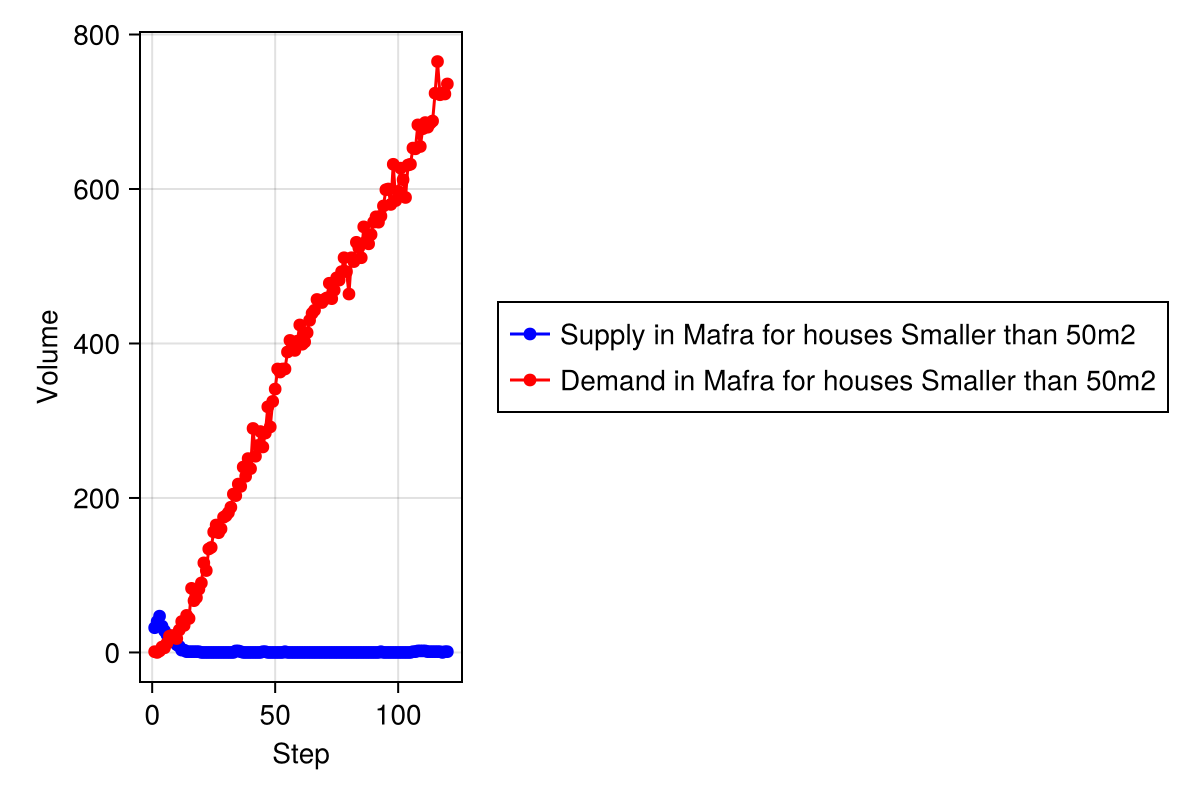 800
600
400
200
0
Volume
0 50 100
Step
Supply in Mafra for houses Smaller than 50m2
Demand in Mafra for houses Smaller than 50m2